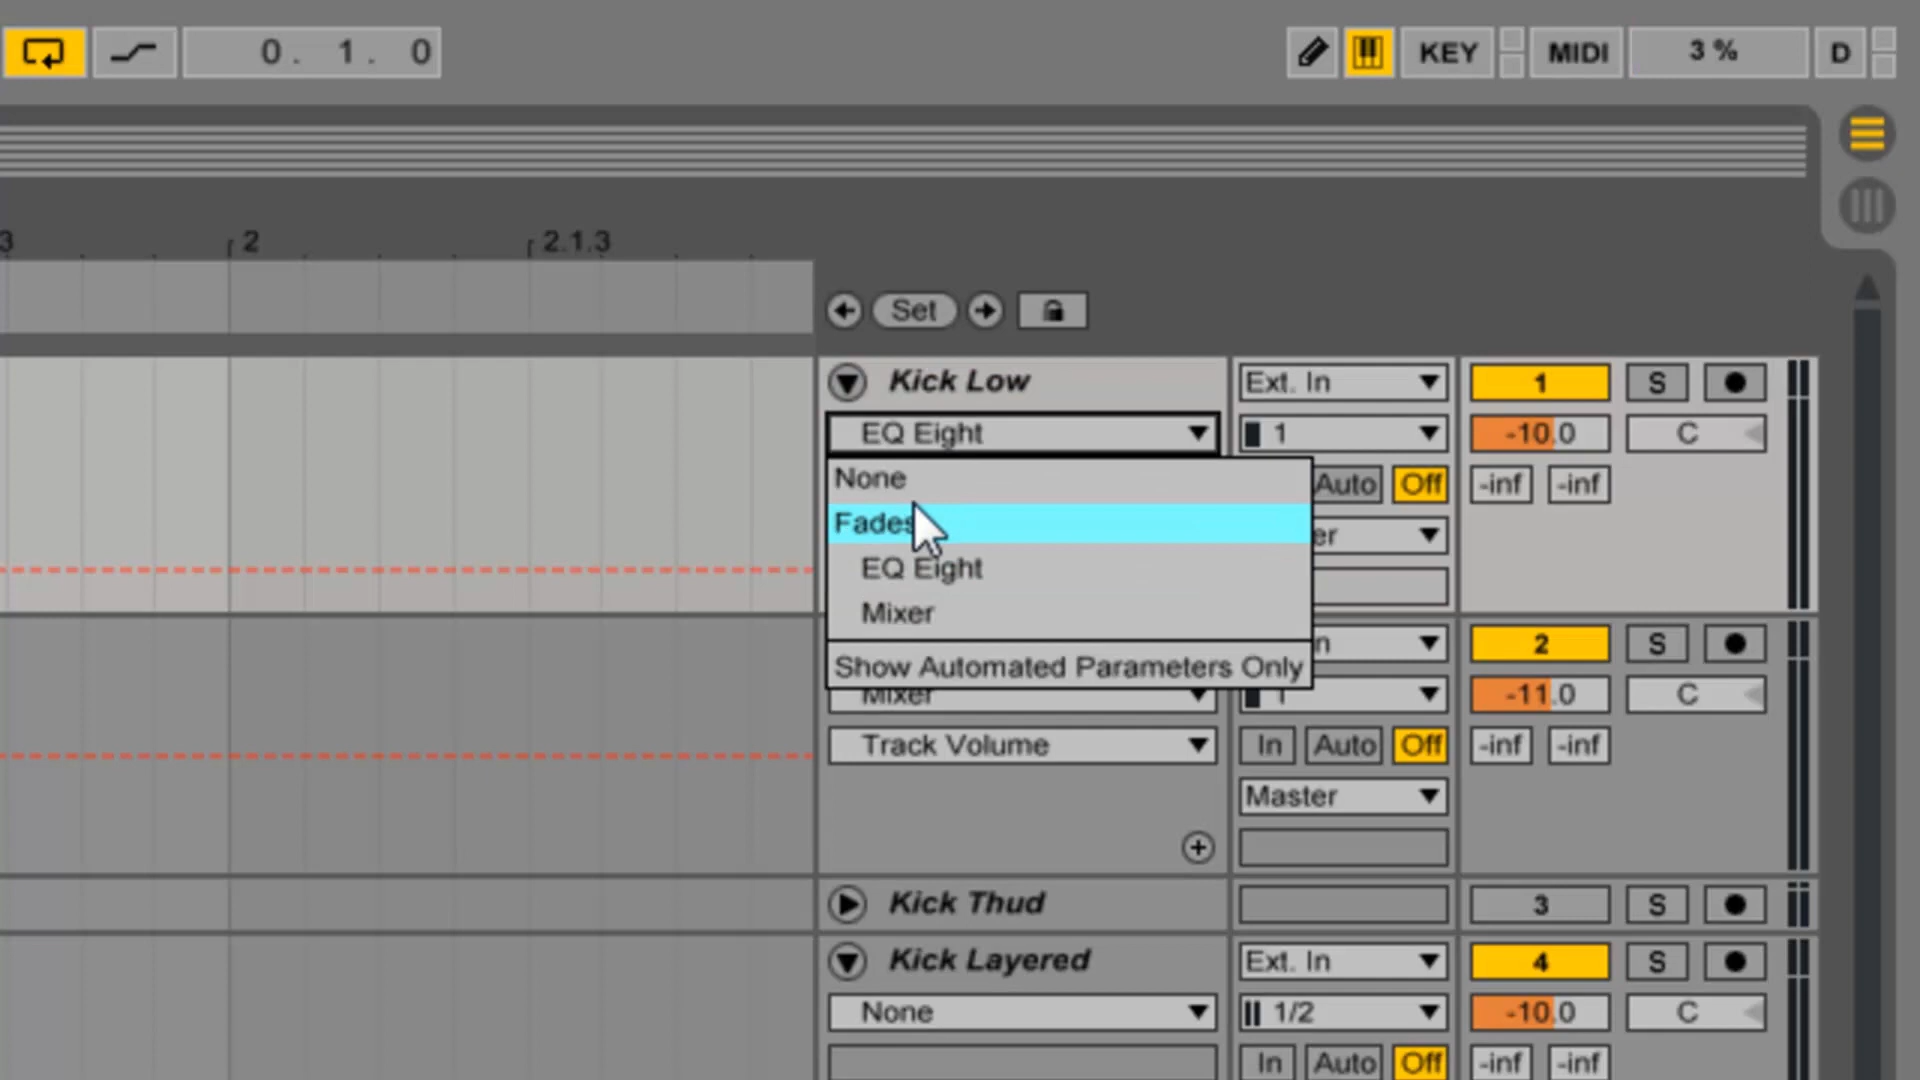 0. 1. 0 KEY MIDI 3 % D
3 2 2.1.3
Set
Kick Low Ext. In 1 S
EQ Eight 1 -10.0 C
None Auto Off -inf -inf
Fades er
EQ Eight
Mixer n 2 S
Show Automated Parameters Only
Mixer 1 -11.0 C
Track Volume In Auto Off -inf -inf
Master
Kick Thud 3 S
Kick Layered Ext. In 4 S
None 1/2 -10.0 C
In Auto Off -inf -inf